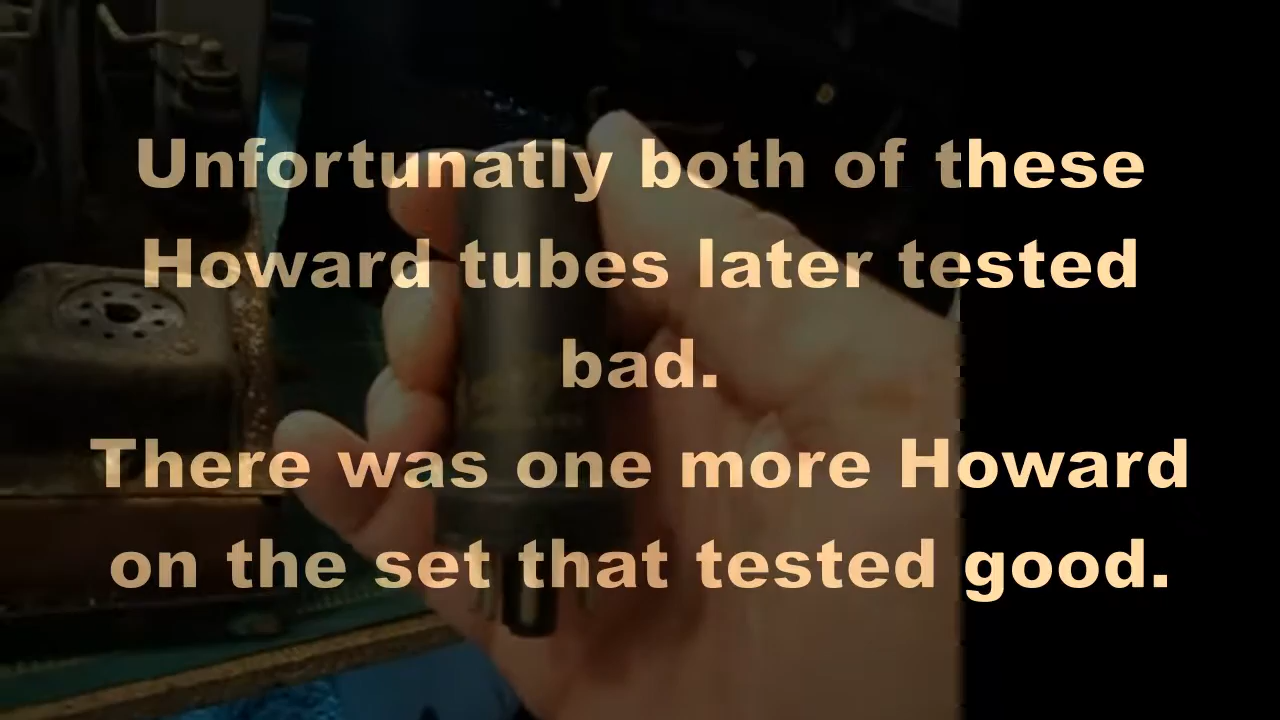 Unfortunatly both of these
Howard tubes later tested
bad.
There was one more Howard
on the set that tested good.